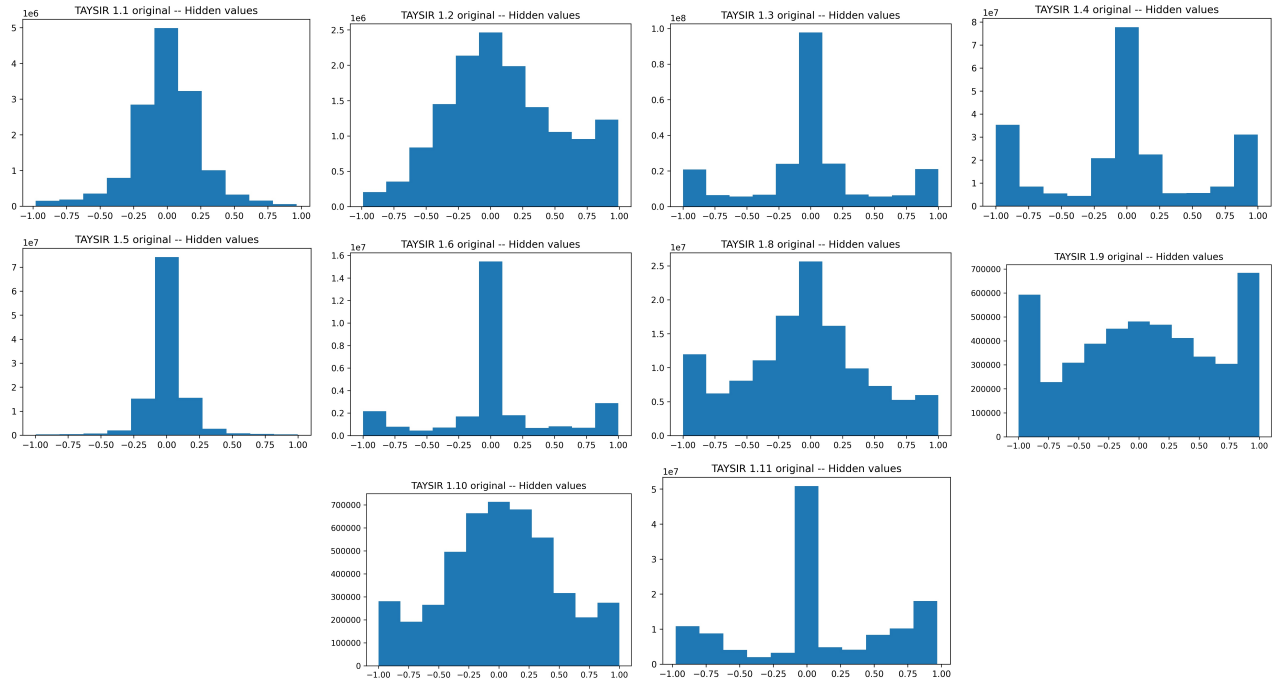 TAYSIR 1.1 original -- Hidden values
1e6
5
4
3
2
1
0
−1.00 −0.75 −0.50 −0.25 0.00 0.25 0.50 0.75 1.00
TAYSIR 1.2 original -- Hidden values
1e6
2.5
2.0
1.5
1.0
0.5
0.0
−1.00 −0.75 −0.50 −0.25 0.00 0.25 0.50 0.75 1.00
TAYSIR 1.3 original -- Hidden values
1e8
1.0
0.8
0.6
0.4
0.2
0.0
−1.00 −0.75 −0.50 −0.25 0.00 0.25 0.50 0.75 1.00
TAYSIR 1.4 original -- Hidden values
1e7
8
7
6
5
4
3
2
1
0
−1.00 −0.75 −0.50 −0.25 0.00 0.25 0.50 0.75 1.00
TAYSIR 1.5 original -- Hidden values
1e7
7
6
5
4
3
2
1
0
−1.00 −0.75 −0.50 −0.25 0.00 0.25 0.50 0.75 1.00
TAYSIR 1.6 original -- Hidden values
1e7
1.6
1.4
1.2
1.0
0.8
0.6
0.4
0.2
0.0
−1.00 −0.75 −0.50 −0.25 0.00 0.25 0.50 0.75 1.00
TAYSIR 1.8 original -- Hidden values
1e7
2.5
2.0
1.5
1.0
0.5
0.0
−1.00 −0.75 −0.50 −0.25 0.00 0.25 0.50 0.75 1.00
TAYSIR 1.9 original -- Hidden values
700000
600000
500000
400000
300000
200000
100000
0
−1.00 −0.75 −0.50 −0.25 0.00 0.25 0.50 0.75 1.00
TAYSIR 1.10 original -- Hidden values
700000
600000
500000
400000
300000
200000
100000
0
−1.00 −0.75 −0.50 −0.25 0.00 0.25 0.50 0.75 1.00
TAYSIR 1.11 original -- Hidden values
1e7
5
4
3
2
1
0
−1.00 −0.75 −0.50 −0.25 0.00 0.25 0.50 0.75 1.00